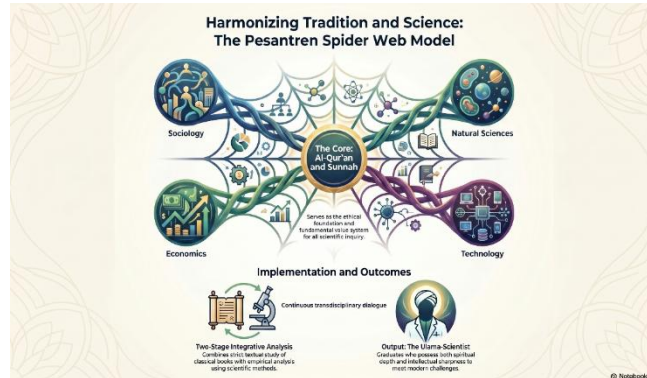 Harmonizing Tradition and Science:
The Pesantren Spider Web Model
Sociology
Natural Sciences
The Core:
Al-Qur'an
and Sunnah
Serves as the ethical
foundation and
fundamental value system
for all scientific inquiry.
Economics
Technology
Implementation and Outcomes
Continuous transdisciplinary dialogue
Two-Stage Integrative Analysis
Combines strict textual study of
classical books with empirical analysis
using scientific methods.
Output: The Ulama-Scientist
Graduates who possess both spiritual
depth and intellectual sharpness to
meet modern challenges.